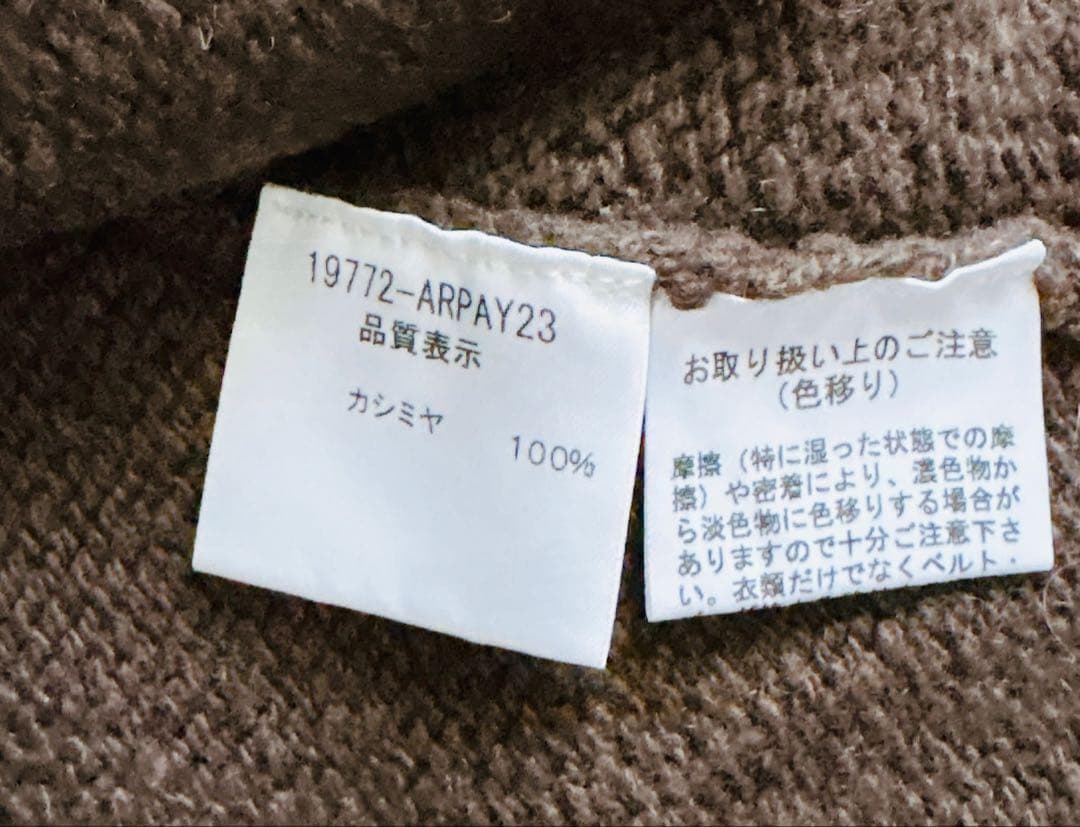 19772-ARPAY23
品質表示
カシミヤ
100%
お取り扱い上のご注意
(色移り)
摩擦（特に湿った状態での摩
擦）や密着により、濃色物か
ら淡色物に色移りする場合が
ありますので十分ご注意下さ
い。衣類だけでなくベルト・